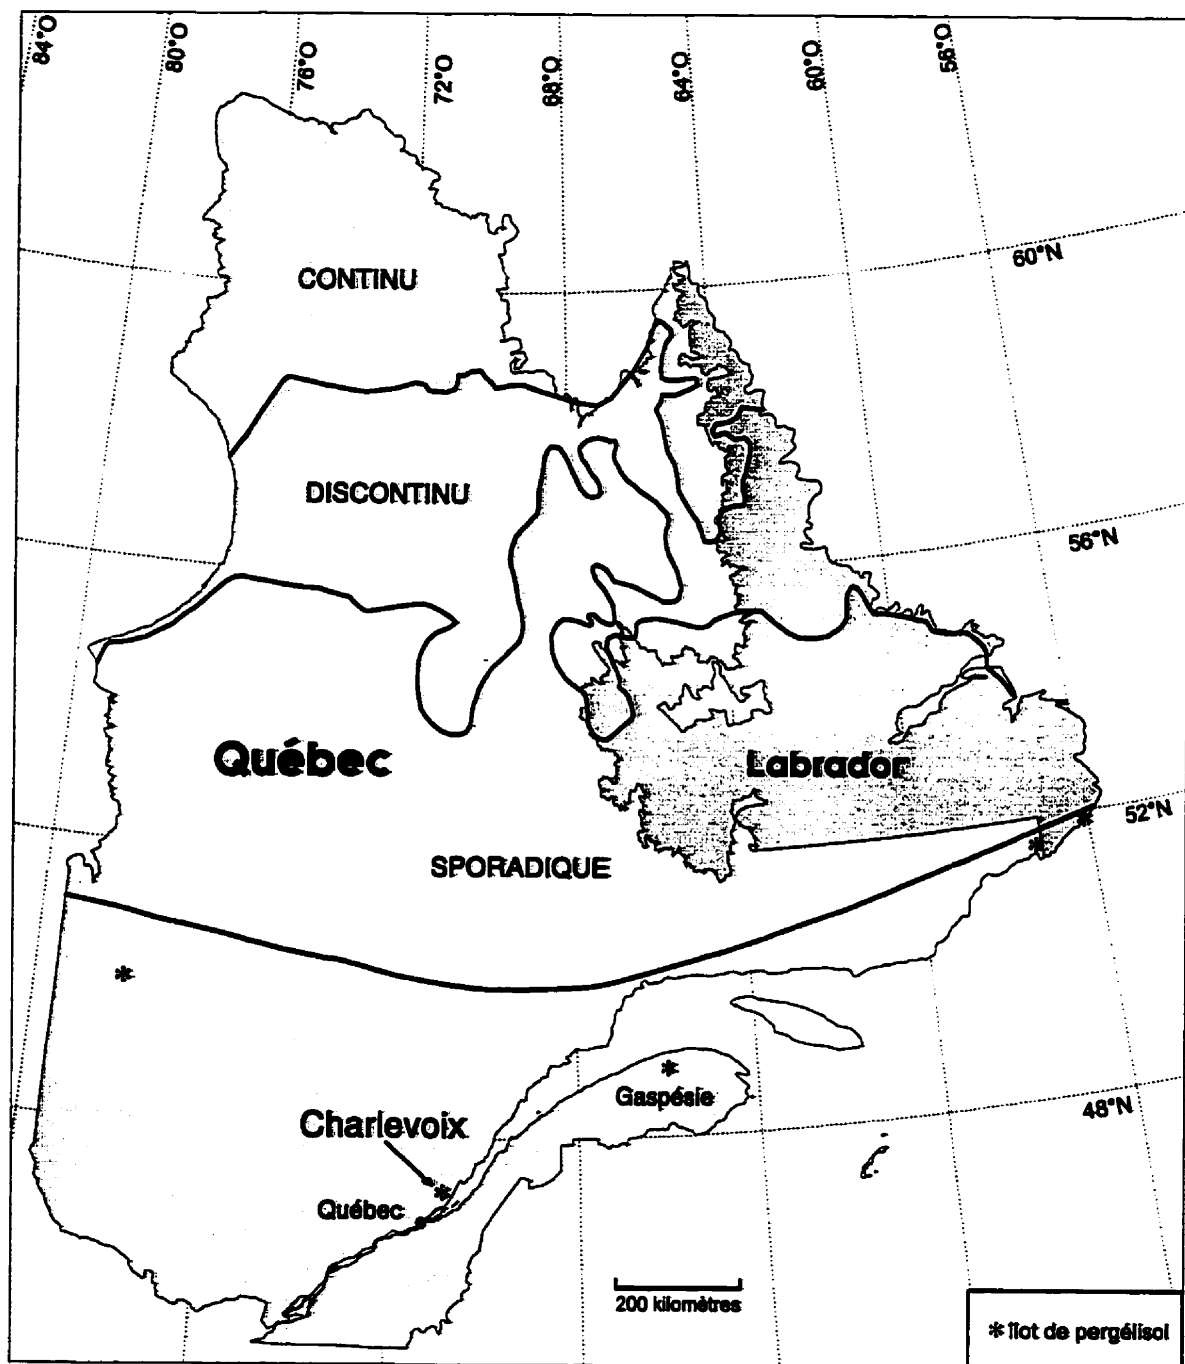 84°O
80°O
76°O
72°O
68°O
64°O
60°O
56°O
60°N
CONTINU
DISCONTINU
56°N
Québec
Labrador
52°N
SPORADIQUE
Gaspésie
48°N
Charlevoix
Québec
200 kilomètres
* îlot de pergélisol